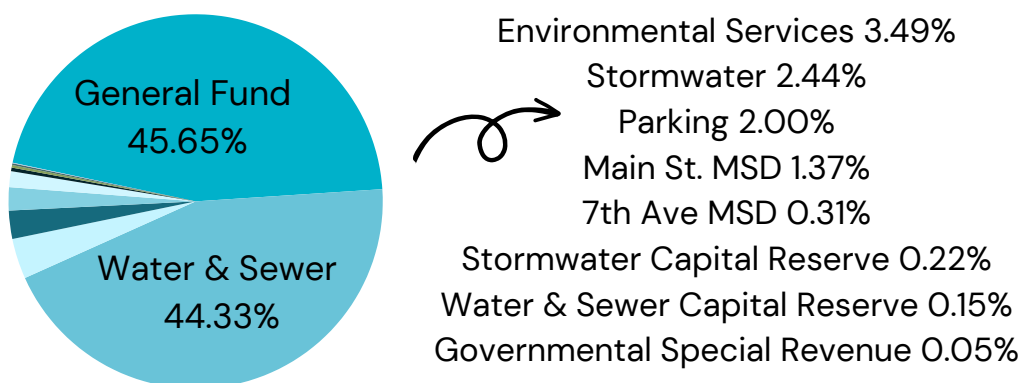 General Fund
45.65%
Water & Sewer
44.33%
Environmental Services 3.49%
Stormwater 2.44%
Parking 2.00%
Main St. MSD 1.37%
7th Ave MSD 0.31%
Stormwater Capital Reserve 0.22%
Water & Sewer Capital Reserve 0.15%
Governmental Special Revenue 0.05%